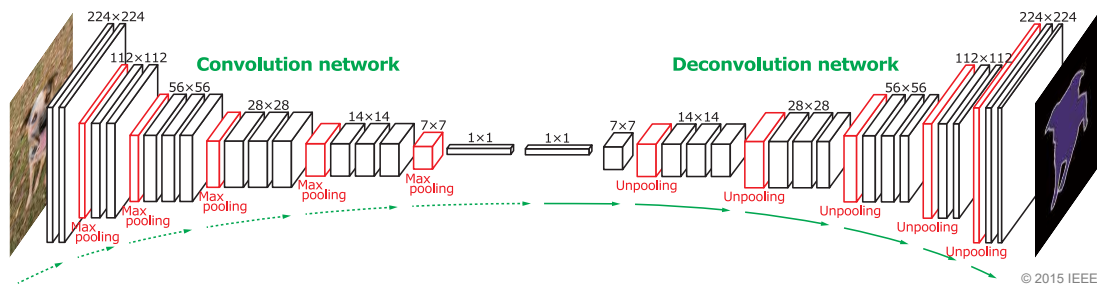 224×224
112×112
56×56
28×28
14×14
7×7
1×1
1×1
7×7
14×14
28×28
56×56
112×112
224×224
Convolution network
Deconvolution network
Max
pooling
Max
pooling
Max
pooling
Max
pooling
Max
pooling
Unpooling
Unpooling
Unpooling
Unpooling
Unpooling
© 2015 IEEE